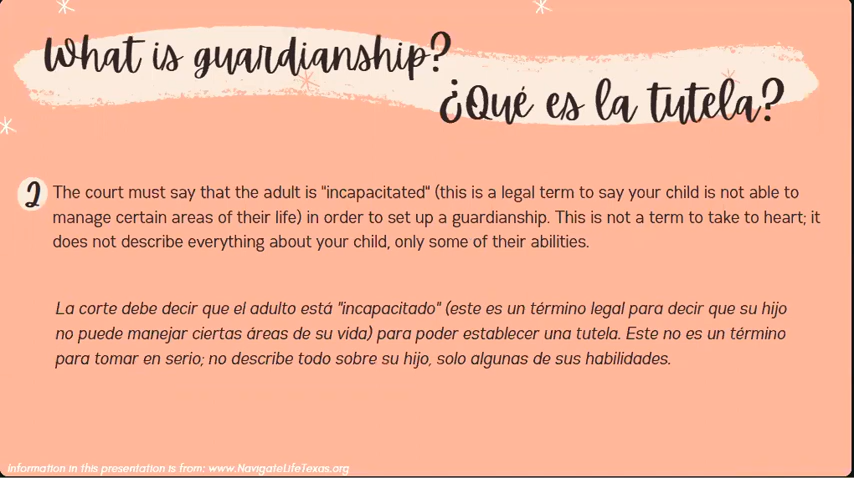 What is guardianship?
¿Qué es la tutela?
2 The court must say that the adult is "incapacitated" (this is a legal term to say your child is not able to
manage certain areas of their life) in order to set up a guardianship. This is not a term to take to heart; it
does not describe everything about your child, only some of their abilities.
La corte debe decir que el adulto está "incapacitado" (este es un término legal para decir que su hijo
no puede manejar ciertas áreas de su vida) para poder establecer una tutela. Este no es un término
para tomar en serio; no describe todo sobre su hijo, solo algunas de sus habilidades.
Information in this presentation is from: www.NavigateLifeTexas.org